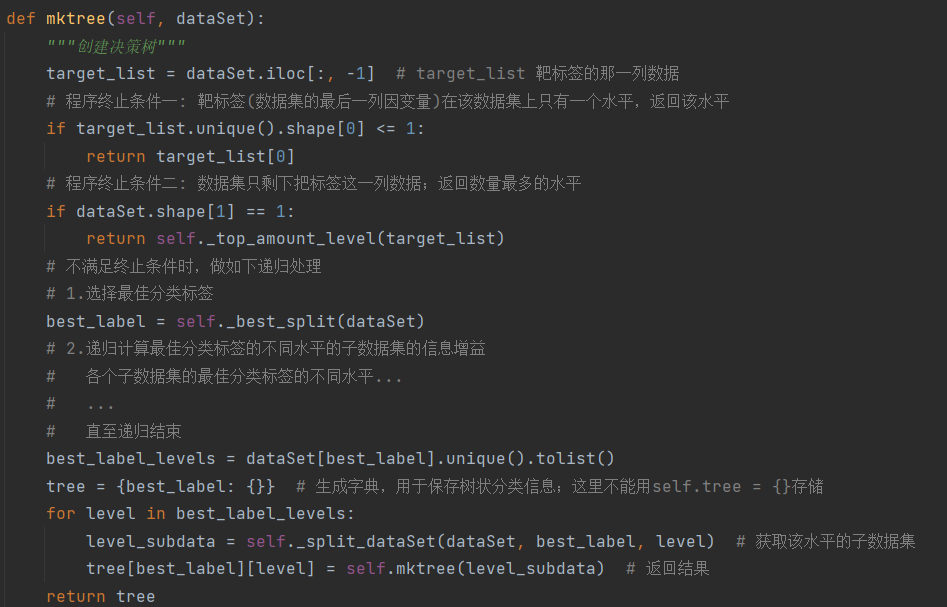 def mktree(self, dataSet):
    """创建决策树"""
    target_list = dataSet.iloc[:, -1]  # target_list 靶标签的那一列数据
    # 程序终止条件一: 靶标签(数据集的最后一列因变量)在该数据集上只有一个水平，返回该水平
    if target_list.unique().shape[0] <= 1:
        return target_list[0]
    # 程序终止条件二: 数据集只剩下把标签这一列数据；返回数量最多的水平
    if dataSet.shape[1] == 1:
        return self._top_amount_level(target_list)
    # 不满足终止条件时，做如下递归处理
    # 1.选择最佳分类标签
    best_label = self._best_split(dataSet)
    # 2.递归计算最佳分类标签的不同水平的子数据集的信息增益
    #   各个子数据集的最佳分类标签的不同水平...
    #   ...
    #   直至递归结束
    best_label_levels = dataSet[best_label].unique().tolist()
    tree = {best_label: {}}  # 生成字典，用于保存树状分类信息；这里不能用self.tree = {}存储
    for level in best_label_levels:
        level_subdata = self._split_dataSet(dataSet, best_label, level)  # 获取该水平的子数据集
        tree[best_label][level] = self.mktree(level_subdata)  # 返回结果
    return tree